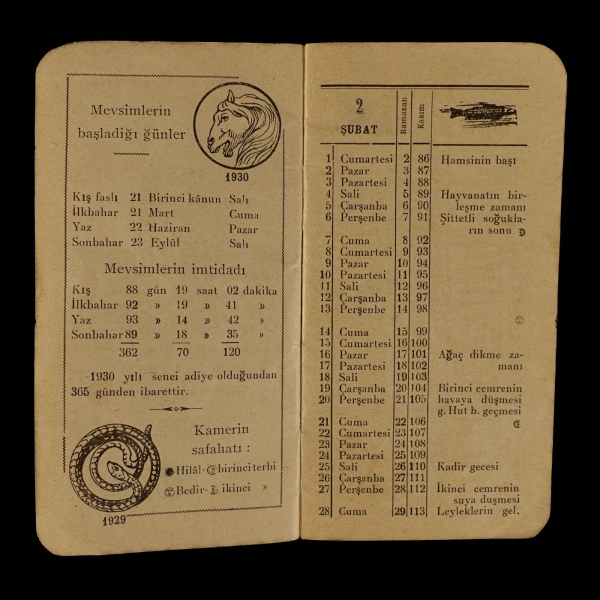 Mevsimlerin
başladığı ğünler
1930
Kış faslı 21 Birinci kânun Salı
İlkbahar 21 Mart Cuma
Yaz 22 Haziran Pazar
Sonbahar 23 Eylûl Salı
Mevsimlerin imtidadı
Kış 88 gün 19 saat 02 dakika
İlkbahar 92 » 19 » 41 »
Yaz 93 » 14 » 42 »
Sonbahar 89 » 18 » 35 »
362 70 120
1930 yılı senei adiye olduğundan
365 günden ibarettir.
Kamerin
safahatı :
Hilâl- birinci terbi
Bedir- ikinci »
1929
2
ŞUBAT
Ramazan
Kasım
1 Cumartesi 2 86 Hamsinin başı
2 Pazar 3 87
3 Pazartesi 4 88
4 Salı 5 89 Hayvanatın bir-
5 Çarşanba 6 90 leşme zamanı
6 Perşenbe 7 91 Şittetli soğukla-
rın sonu
7 Cuma 8 92
8 Cumartesi 9 93
9 Pazar 10 94
10 Pazartesi 11 95
11 Salı 12 96
12 Çarşanba 13 97
13 Perşenbe 14 98
14 Cuma 15 99
15 Cumartesi 16 100
16 Pazar 17 101 Ağaç dikme za-
17 Pazartesi 18 102 manı
18 Salı 19 103
19 Çarşanba 20 104 Birinci cemrenin
20 Perşenbe 21 105 havaya düşmesi
g. Hut b. geçmesi
21 Cuma 22 106
22 Cumartesi 23 107
23 Pazar 24 108
24 Pazartesi 25 109
25 Salı 26 110 Kadir gecesi
26 Çarşanba 27 111
27 Perşenbe 28 112 İkinci cemrenin
suya duşmesi
28 Cuma 29 113 Leyleklerin gel.